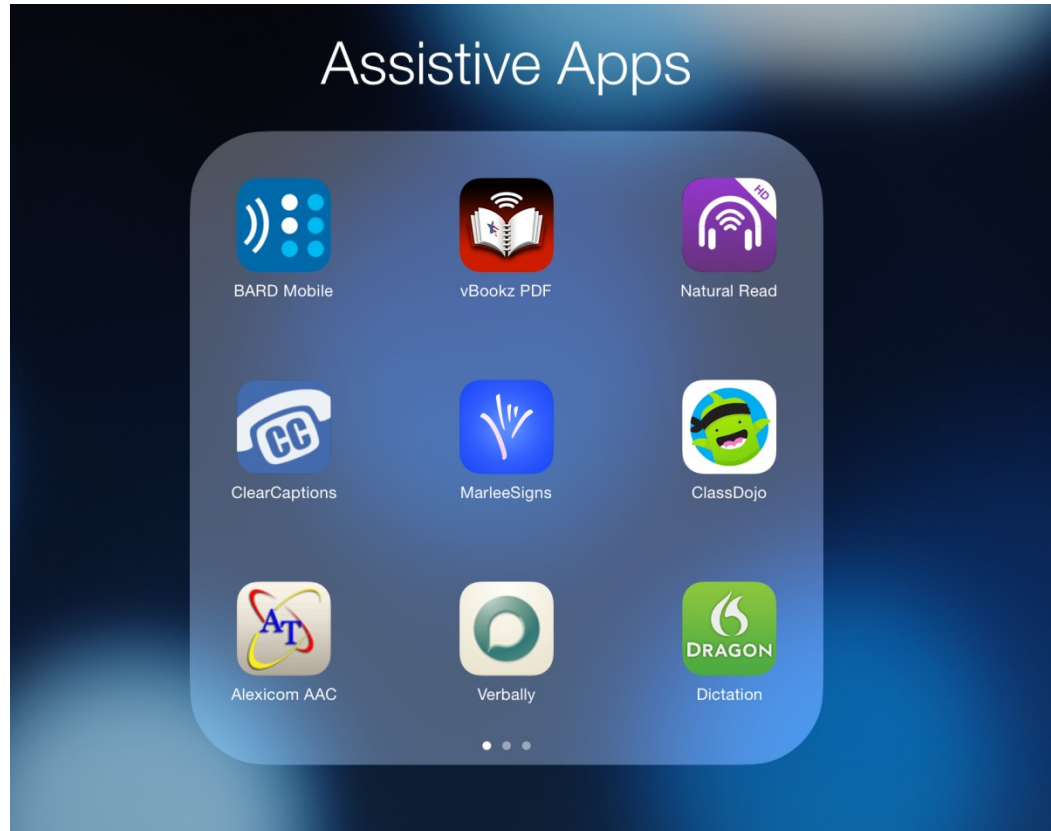 Assistive Apps
HD
BARD Mobile
vBookz PDF
Natural Read
CC
ClearCaptions
MarleeSigns
ClassDojo
AT
DRAGON
Alexicom AAC
Verbally
Dictation